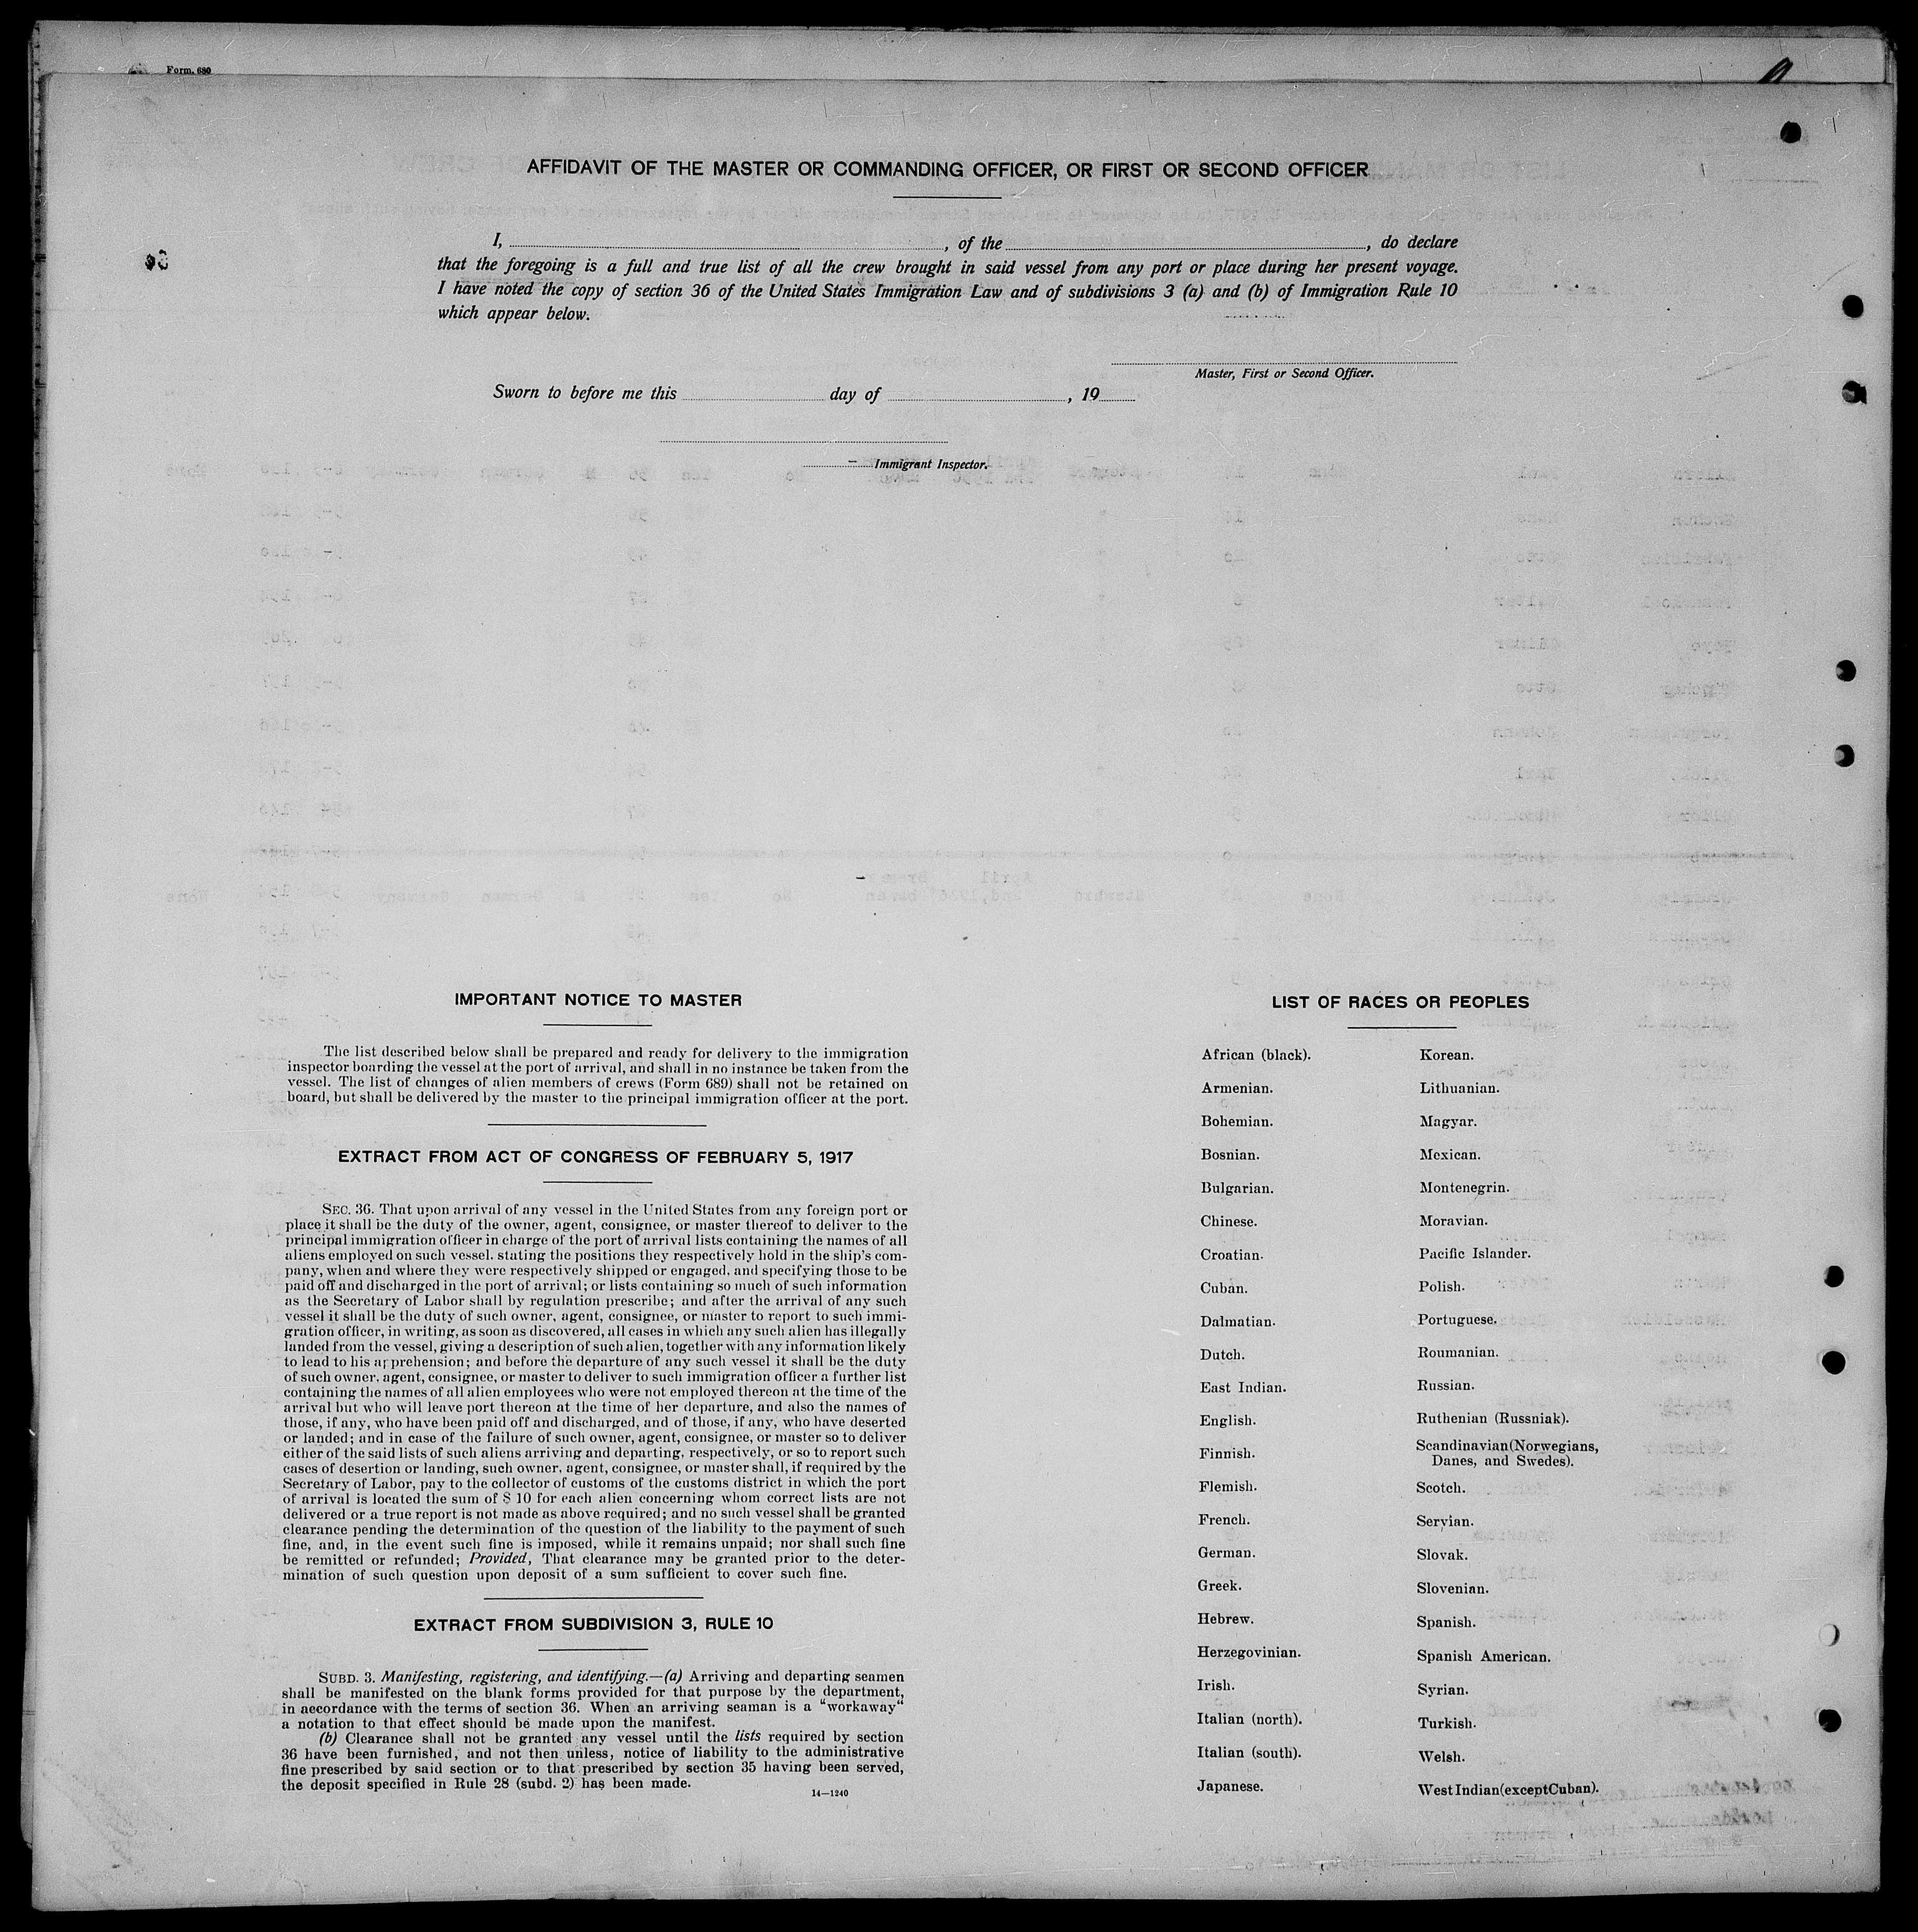 Form. 680
AFFIDAVIT OF THE MASTER OR COMMANDING OFFICER, OR FIRST OR SECOND OFFICER
I, , of the , do declare
that the foregoing is a full and true list of all the crew brought in said vessel from any port or place during her present voyage.
I have noted the copy of section 36 of the United States Immigration Law and of subdivisions 3 (a) and (b) of Immigration Rule 10
which appear below.
Master, First or Second Officer.
Sworn to before me this day of , 19
Immigrant Inspector.
IMPORTANT NOTICE TO MASTER
The list described below shall be prepared and ready for delivery to the immigration
inspector boarding the vessel at the port of arrival, and shall in no instance be taken from the
vessel. The list of changes of alien members of crews (Form 689) shall not be retained on
board, but shall be delivered by the master to the principal immigration officer at the port.
EXTRACT FROM ACT OF CONGRESS OF FEBRUARY 5, 1917
SEC. 36. That upon arrival of any vessel in the United States from any foreign port or
place it shall be the duty of the owner, agent, consignee, or master thereof to deliver to the
principal immigration officer in charge of the port of arrival lists containing the names of all
aliens employed on such vessel. stating the positions they respectively hold in the ship's com-
pany, when and where they were respectively shipped or engaged, and specifying those to be
paid off and discharged in the port of arrival; or lists containing so much of such information
as the Secretary of Labor shall by regulation prescribe; and after the arrival of any such
vessel it shall be the duty of such owner, agent, consignee, or master to report to such immi-
gration officer, in writing, as soon as discovered, all cases in which any such alien has illegally
landed from the vessel, giving a description of such alien, together with any information likely
to lead to his apprehension; and before the departure of any such vessel it shall be the duty
of such owner, agent, consignee, or master to deliver to such immigration officer a further list
containing the names of all alien employees who were not employed thereon at the time of the
arrival but who will leave port thereon at the time of her departure, and also the names of
those, if any, who have been paid off and discharged, and of those, if any, who have deserted
or landed; and in case of the failure of such owner, agent, consignee, or master so to deliver
either of the said lists of such aliens arriving and departing, respectively, or so to report such
cases of desertion or landing, such owner, agent, consignee, or master shall, if required by the
Secretary of Labor, pay to the collector of customs of the customs district in which the port
of arrival is located the sum of $ 10 for each alien concerning whom correct lists are not
delivered or a true report is not made as above required; and no such vessel shall be granted
clearance pending the determination of the question of the liability to the payment of such
fine, and, in the event such fine is imposed, while it remains unpaid; nor shall such fine
be remitted or refunded; Provided, That clearance may be granted prior to the deter-
mination of such question upon deposit of a sum sufficient to cover such fine.
EXTRACT FROM SUBDIVISION 3, RULE 10
SUBD. 3. Manifesting, registering, and identifying.—(a) Arriving and departing seamen
shall be manifested on the blank forms provided for that purpose by the department,
in aecordance with the terms of section 36. When an arriving seaman is a “workaway“
a notation to that effect should be made upon the manifest.
(b) Clearance shall not be granted any vessel until the lists required by section
36 have been furnished, and not then unless, notice of liability to the administrative
fine prescribed by said section or to that prescribed by section 35 having been served,
the deposit specified in Rule 28 (subd. 2) has been made.
14—1240
LIST OF RACES OR PEOPLES
African (black).
Armenian.
Bohemian.
Bosnian.
Bulgarian.
Chinese.
Croatian.
Cuban.
Dalmatian.
Dutch.
East Indian.
English.
Finnish.
Flemish.
French.
German.
Greek.
Hebrew.
Herzegovinian.
Irish.
Italian (north).
Italian (south).
Japanese.
Korean.
Lithuanian.
Magyar.
Mexican.
Montenegrin.
Moravian.
Pacific Islander.
Polish.
Portuguese.
Roumanian.
Russian.
Ruthenian (Russniak).
Scandinavian(Norwegians,
Danes, and Swedes).
Scotch.
Servian.
Slovak.
Slovenian.
Spanish.
Spanish American.
Syrian.
Turkish.
Welsh.
West Indian(except Cuban).